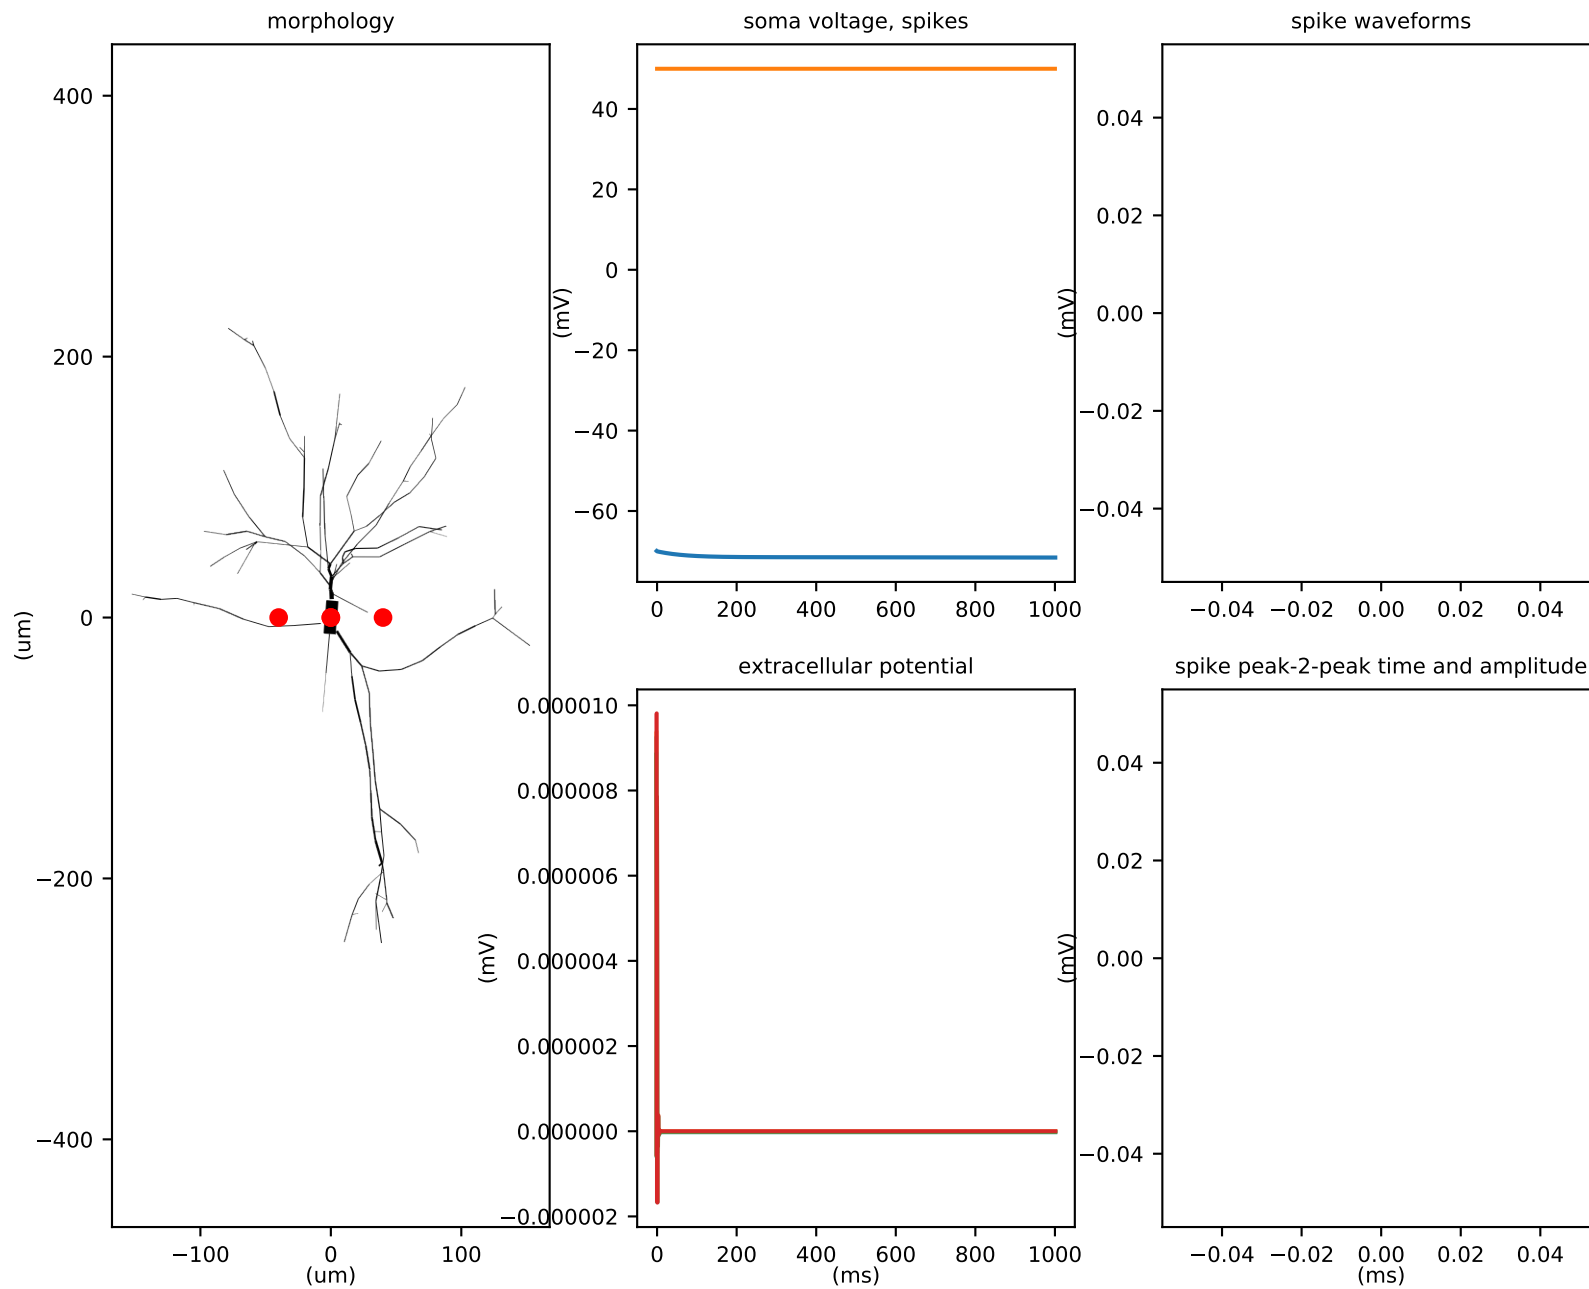 morphology
400
200
0
−200
−400
(um)
−100 0 100
(um)
soma voltage, spikes
40
20
0
−20
−40
−60
(mV)
0 200 400 600 800 1000
spike waveforms
0.04
0.02
0.00
−0.02
−0.04
(mV)
−0.04 −0.02 0.00 0.02 0.04
extracellular potential
0.000010
0.000008
0.000006
0.000004
0.000002
0.000000
−0.000002
(mV)
0 200 400 600 800 1000
(ms)
spike peak-2-peak time and amplitude
0.04
0.02
0.00
−0.02
−0.04
(mV)
−0.04 −0.02 0.00 0.02 0.04
(ms)